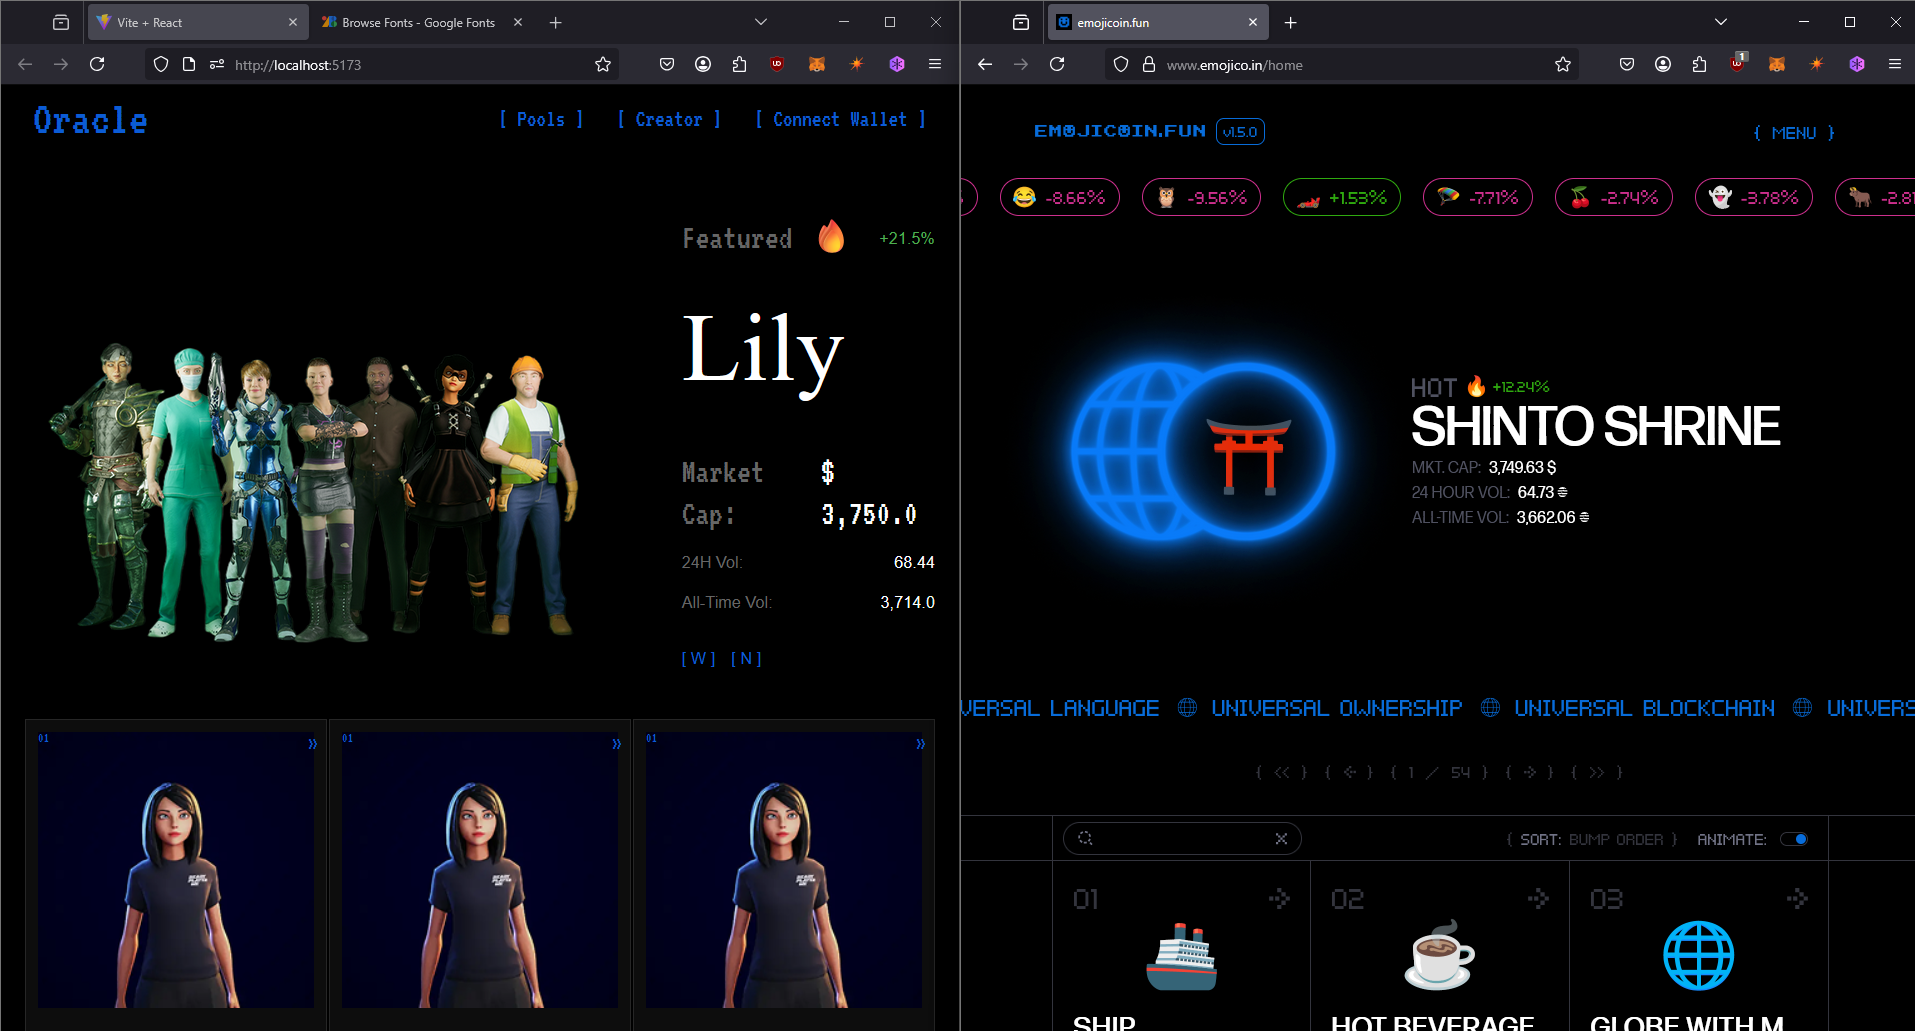 Vite + React
Browse Fonts - Google Fonts
http://localhost:5173
Oracle
[ Pools ]
[ Creator ]
[ Connect Wallet ]
Featured
+21.5%
Lily
Market Cap:
$ 3,750.0
24H Vol:
68.44
All-Time Vol:
3,714.0
[ W ]
[ N ]
01
»
01
»
01
»
emojicoin.fun
www.emojico.in/home
1
EMOJICOIN.FUN
v1.5.0
{ MENU }
%
-8.66%
-9.56%
+1.53%
-7.71%
-2.74%
-3.78%
-2.81
HOT
+12.24%
SHINTO SHRINE
MKT. CAP: 3,749.63 $
24 HOUR VOL: 64.73
ALL-TIME VOL: 3,662.06
VERSAL LANGUAGE
UNIVERSAL OWNERSHIP
UNIVERSAL BLOCKCHAIN
UNIVERS
{ << }
{ <- }
{ 1 / 54 }
{ -> }
{ >> }
{ SORT: BUMP ORDER }
ANIMATE:
01
02
03
SHIP
HOT BEVERAGE
GLOBE WITH M